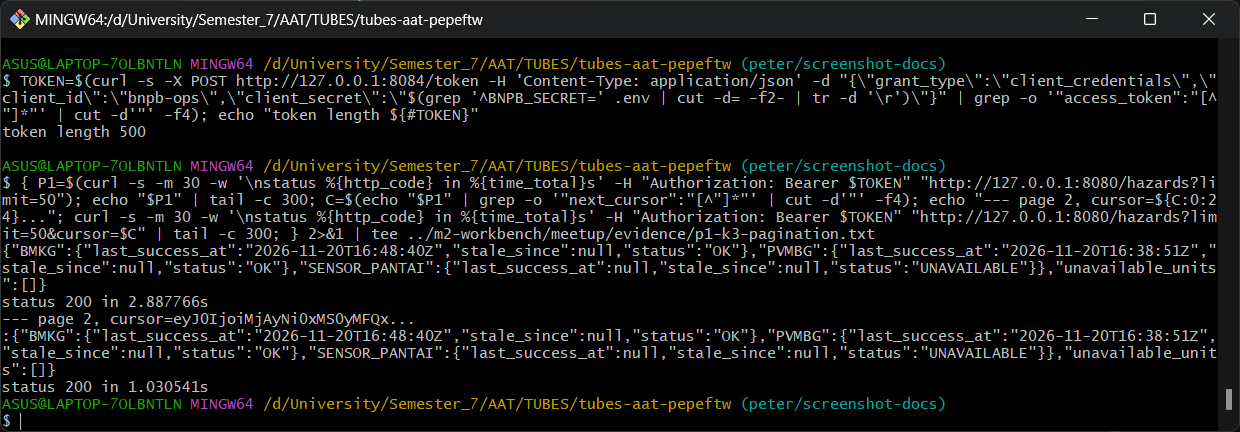 MINGW64:/d/University/Semester_7/AAT/TUBES/tubes-aat-pepeftw
ASUS@LAPTOP-7OLBNTLN MINGW64 /d/University/Semester_7/AAT/TUBES/tubes-aat-pepeftw (peter/screenshot-docs)
$ TOKEN=$(curl -s -X POST http://127.0.0.1:8084/token -H 'Content-Type: application/json' -d "{\"grant_type\":\"client_credentials\",\"
client_id\":\"bnpb-ops\",\"client_secret\":\"$(grep '^BNPB_SECRET=' .env | cut -d= -f2- | tr -d '\r')\"}" | grep -o '"access_token":"[^
"]*"' | cut -d'"' -f4); echo "token length ${#TOKEN}"
token length 500
ASUS@LAPTOP-7OLBNTLN MINGW64 /d/University/Semester_7/AAT/TUBES/tubes-aat-pepeftw (peter/screenshot-docs)
$ { P1=$(curl -s -m 30 -w '\nstatus %{http_code} in %{time_total}s' -H "Authorization: Bearer $TOKEN" "http://127.0.0.1:8080/hazards?li
mit=50"); echo "$P1" | tail -c 300; C=$(echo "$P1" | grep -o '"next_cursor":"[^"]*"' | cut -d'"' -f4); echo "--- page 2, cursor=${C:0:2
4}..."; curl -s -m 30 -w '\nstatus %{http_code} in %{time_total}s' -H "Authorization: Bearer $TOKEN" "http://127.0.0.1:8080/hazards?lim
it=50&cursor=$C" | tail -c 300; } 2>&1 | tee ../m2-workbench/meetup/evidence/p1-k3-pagination.txt
{"BMKG":{"last_success_at":"2026-11-20T16:48:40Z","stale_since":null,"status":"OK"},"PVMBG":{"last_success_at":"2026-11-20T16:38:51Z","
stale_since":null,"status":"OK"},"SENSOR_PANTAI":{"last_success_at":null,"stale_since":null,"status":"UNAVAILABLE"}},"unavailable_units
":[]}
status 200 in 2.887766s
--- page 2, cursor=eyJ0IjoiMjAyNi0xMS0yMFQx...
:{"BMKG":{"last_success_at":"2026-11-20T16:48:40Z","stale_since":null,"status":"OK"},"PVMBG":{"last_success_at":"2026-11-20T16:38:51Z",
"stale_since":null,"status":"OK"},"SENSOR_PANTAI":{"last_success_at":null,"stale_since":null,"status":"UNAVAILABLE"}},"unavailable_unit
s":[]}
status 200 in 1.030541s
ASUS@LAPTOP-7OLBNTLN MINGW64 /d/University/Semester_7/AAT/TUBES/tubes-aat-pepeftw (peter/screenshot-docs)
$